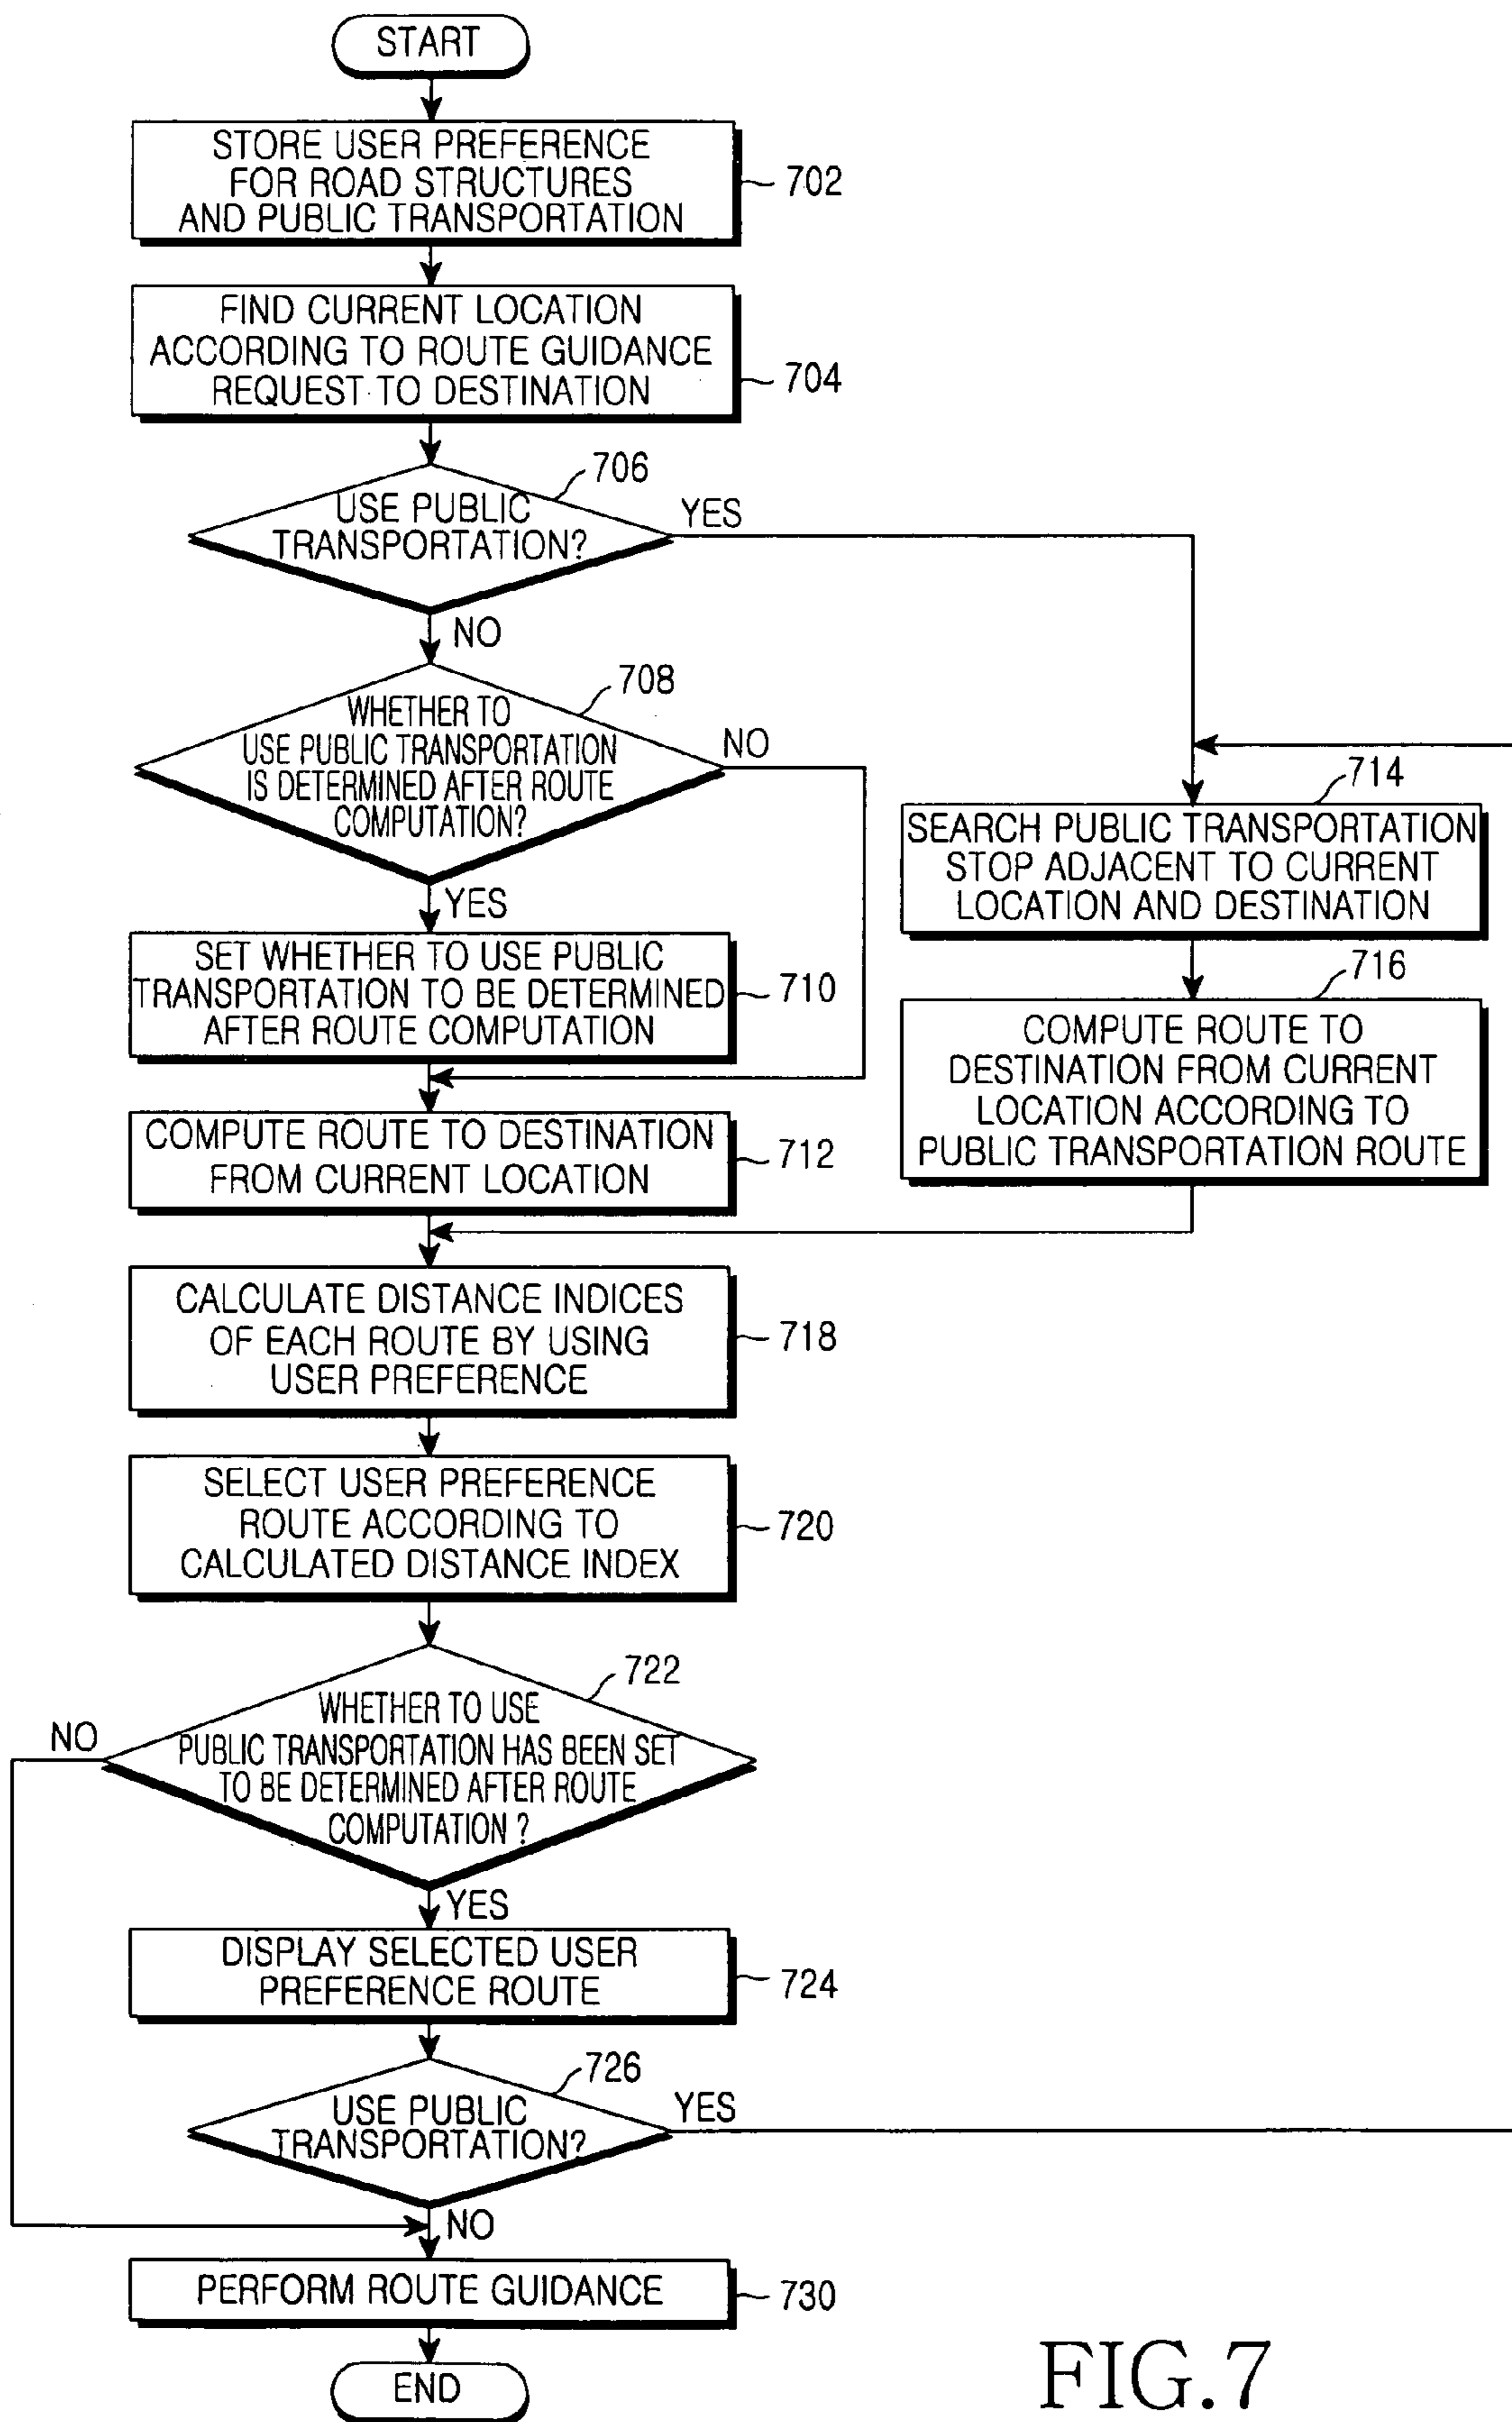 START
STORE USER PREFERENCE
FOR ROAD STRUCTURES
AND PUBLIC TRANSPORTATION
702
FIND CURRENT LOCATION
ACCORDING TO ROUTE GUIDANCE
REQUEST TO DESTINATION
704
706
USE PUBLIC
TRANSPORTATION?
YES
NO
708
WHETHER TO
USE PUBLIC TRANSPORTATION
IS DETERMINED AFTER ROUTE
COMPUTATION?
NO
YES
SET WHETHER TO USE PUBLIC
TRANSPORTATION TO BE DETERMINED
AFTER ROUTE COMPUTATION
710
COMPUTE ROUTE TO DESTINATION
FROM CURRENT LOCATION
712
714
SEARCH PUBLIC TRANSPORTATION
STOP ADJACENT TO CURRENT
LOCATION AND DESTINATION
716
COMPUTE ROUTE TO
DESTINATION FROM CURRENT
LOCATION ACCORDING TO
PUBLIC TRANSPORTATION ROUTE
CALCULATE DISTANCE INDICES
OF EACH ROUTE BY USING
USER PREFERENCE
718
SELECT USER PREFERENCE
ROUTE ACCORDING TO
CALCULATED DISTANCE INDEX
720
722
WHETHER TO USE
PUBLIC TRANSPORTATION HAS BEEN SET
TO BE DETERMINED AFTER ROUTE
COMPUTATION ?
NO
YES
DISPLAY SELECTED USER
PREFERENCE ROUTE
724
726
USE PUBLIC
TRANSPORTATION?
YES
NO
PERFORM ROUTE GUIDANCE
730
END
FIG.7